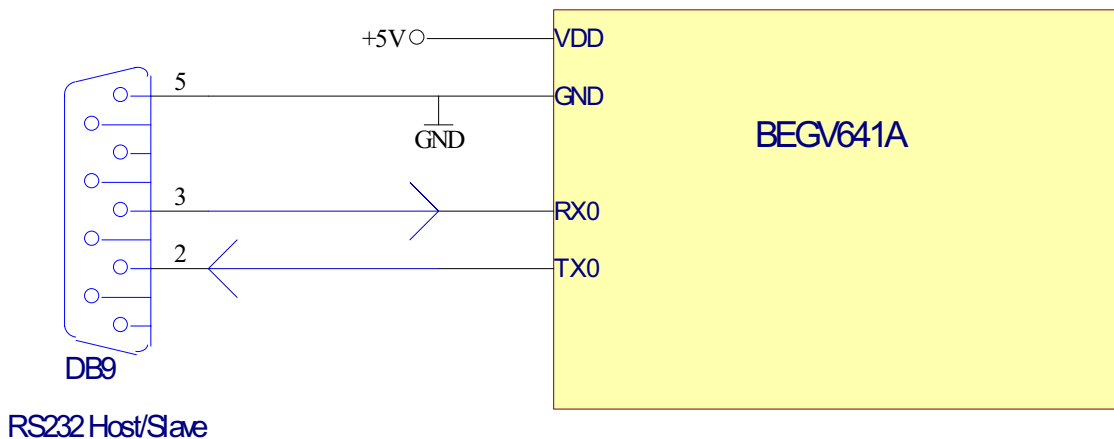 +5V
VDD
5
GND
GND
BEGV641A
3
RX0
2
TX0
DB9
RS232 Host/Slave